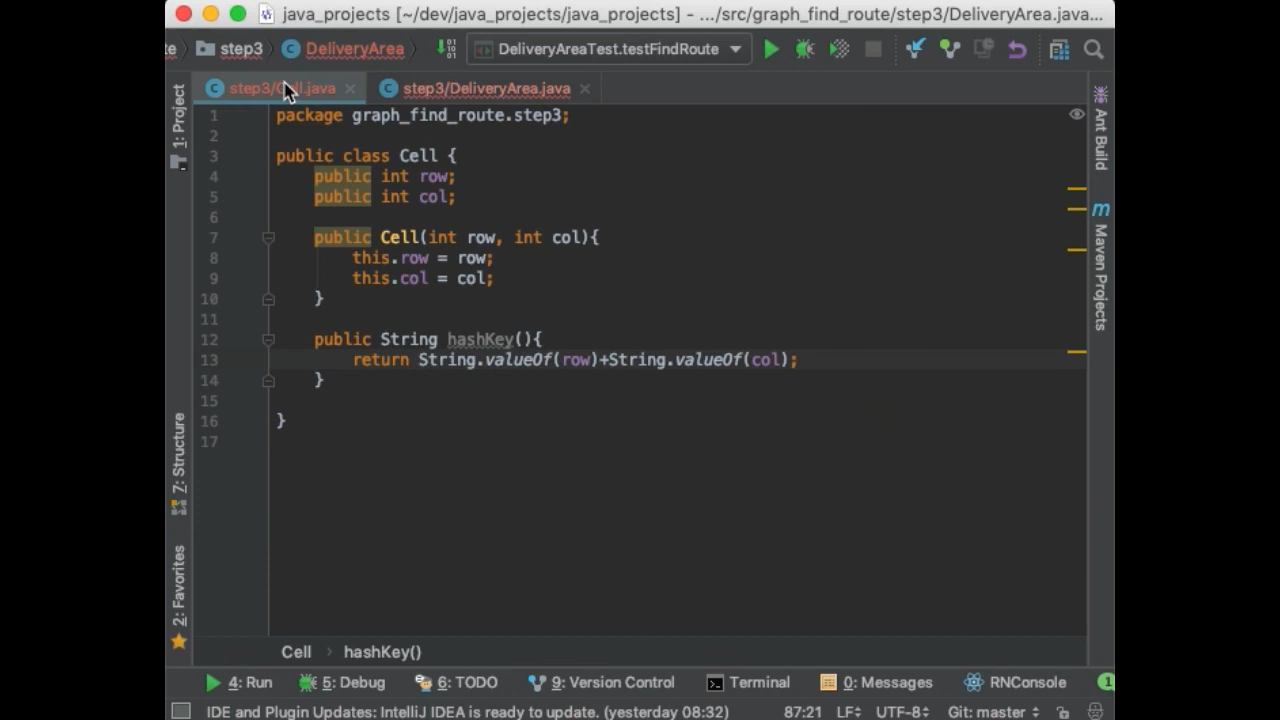 java_projects [~/dev/java_projects/java_projects] - .../src/graph_find_route/step3/DeliveryArea.java...
te step3 DeliveryArea DeliveryAreaTest.testFindRoute
step3/Cell.java step3/DeliveryArea.java
1 package graph_find_route.step3;
2
3 public class Cell {
4 public int row;
5 public int col;
6
7 public Cell(int row, int col){
8 this.row = row;
9 this.col = col;
10 }
11
12 public String hashKey(){
13 return String.valueOf(row)+String.valueOf(col);
14 }
15
16 }
17
1: Project
7: Structure
2: Favorites
Ant Build
m
Maven Projects
Cell › hashKey()
4: Run 5: Debug 6: TODO 9: Version Control Terminal 0: Messages RNConsole 1
IDE and Plugin Updates: IntelliJ IDEA is ready to update. (yesterday 08:32) 87:21 LF UTF-8 Git: master